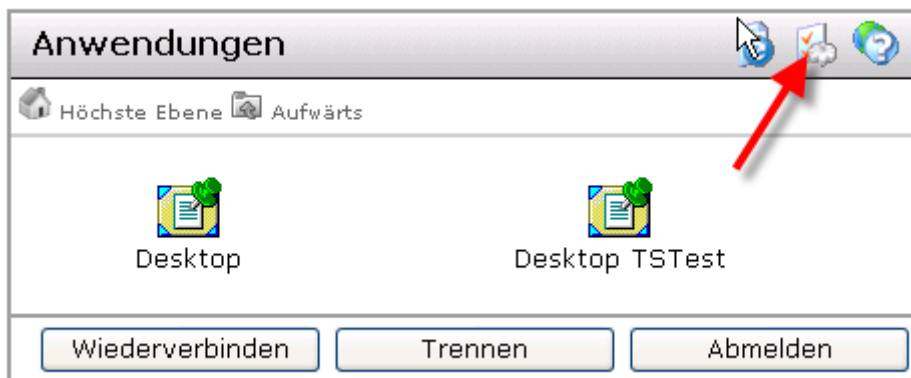 Anwendungen
Höchste Ebene Aufwärts
Desktop Desktop TSTest
Wiederverbinden Trennen Abmelden